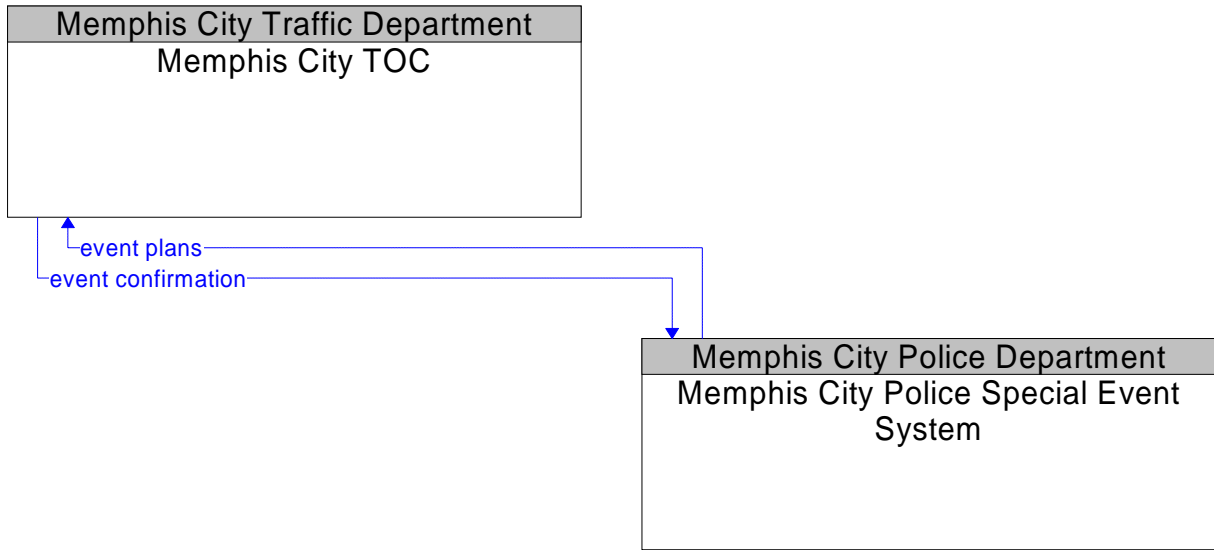 Memphis City Traffic Department
Memphis City TOC
event plans
event confirmation
Memphis City Police Department
Memphis City Police Special Event
System